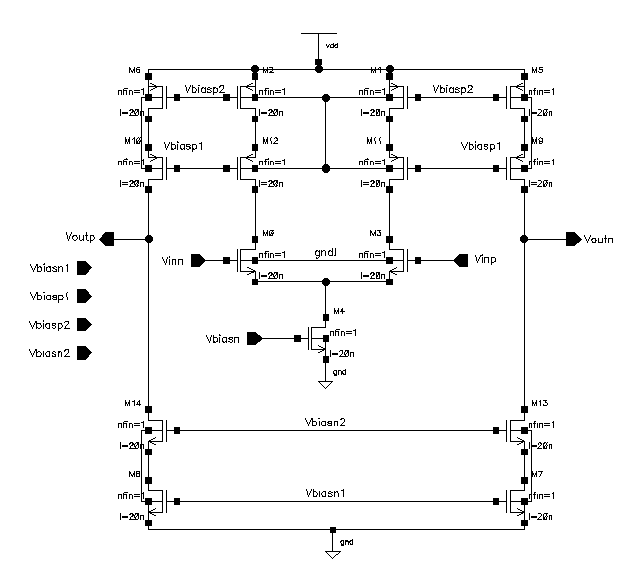 vdd
M6
M2
M1
M5
nfin=1
Vbiasp2
nfin=1
nfin=1
Vbiasp2
nfin=1
l=20n
l=20n
l=20n
l=20n
M10
M12
M11
M9
Vbiasp1
Vbiasp1
nfin=1
nfin=1
nfin=1
nfin=1
l=20n
l=20n
l=20n
l=20n
Voutp
M0
M3
Voutn
Vinn
nfin=1
gnd!
nfin=1
Vinp
Vbiasn1
l=20n
l=20n
Vbiasp1
M4
Vbiasp2
Vbiasn
nfin=1
Vbiasn2
l=20n
gnd
M14
M13
nfin=1
Vbiasn2
nfin=1
l=20n
l=20n
M8
M7
nfin=1
Vbiasn1
nfin=1
l=20n
l=20n
gnd